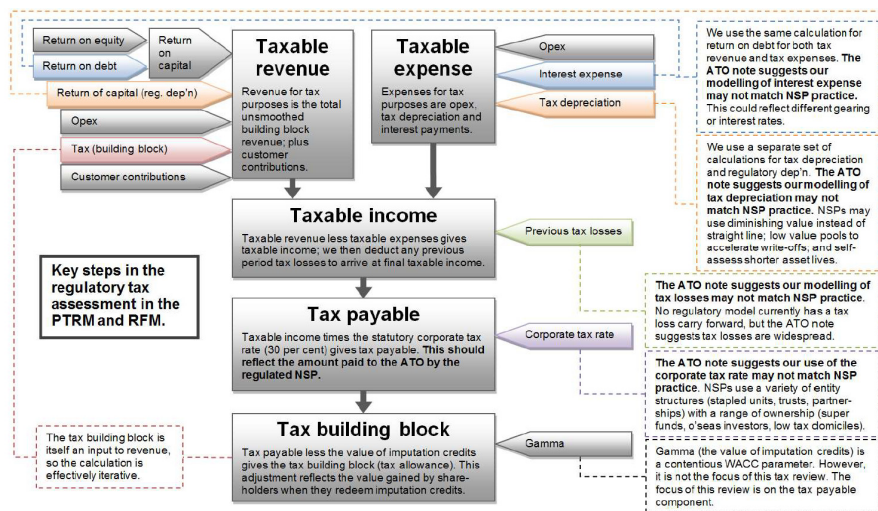 Return on equity
Return on debt
Return
on
capital
Return of capital (reg. dep'n)
Opex
Tax (building block)
Customer contributions
Taxable
revenue
Revenue for tax
purposes is the total
unsmoothed
building block
revenue; plus
customer
contributions.
Taxable
expense
Expenses for tax
purposes are opex,
tax depreciation and
interest payments.
Opex
Interest expense
Tax depreciation
We use the same calculation for
return on debt for both tax
revenue and tax expenses. The
ATO note suggests our
modelling of interest expense
may not match NSP practice.
This could reflect different gearing
or interest rates.
We use a separate set of
calculations for tax depreciation
and regulatory dep'n. The ATO
note suggests our modelling of
tax depreciation may not
match NSP practice. NSPs may
use diminishing value instead of
straight line; low value pools to
accelerate write-offs; and self-
assess shorter asset lives.
Taxable income
Taxable revenue less taxable expenses gives
taxable income; we then deduct any previous
period tax losses to arrive at final taxable income.
Previous tax losses
Key steps in the
regulatory tax
assessment in the
PTRM and RFM.
The ATO note suggests our modelling of
tax losses may not match NSP practice.
No regulatory model currently has a tax
loss carry forward, but the ATO note
suggests tax losses are widespread.
Tax payable
Taxable income times the statutory corporate tax
rate (30 per cent) gives tax payable. This should
reflect the amount paid to the ATO by the
regulated NSP.
Corporate tax rate
The ATO note suggests our use of the
corporate tax rate may not match NSP
practice. NSPs use a variety of entity
structures (stapled units, trusts, partner-
ships) with a range of ownership (super
funds, o'seas investors, low tax domiciles).
Tax building block
Tax payable less the value of imputation credits
gives the tax building block (tax allowance). This
adjustment reflects the value gained by share-
holders when they redeem imputation credits.
Gamma
The tax building block is
itself an input to revenue,
so the calculation is
effectively iterative.
Gamma (the value of imputation credits) is
a contentious WACC parameter. However,
it is not the focus of this tax review. The
focus of this review is on the tax payable
component.